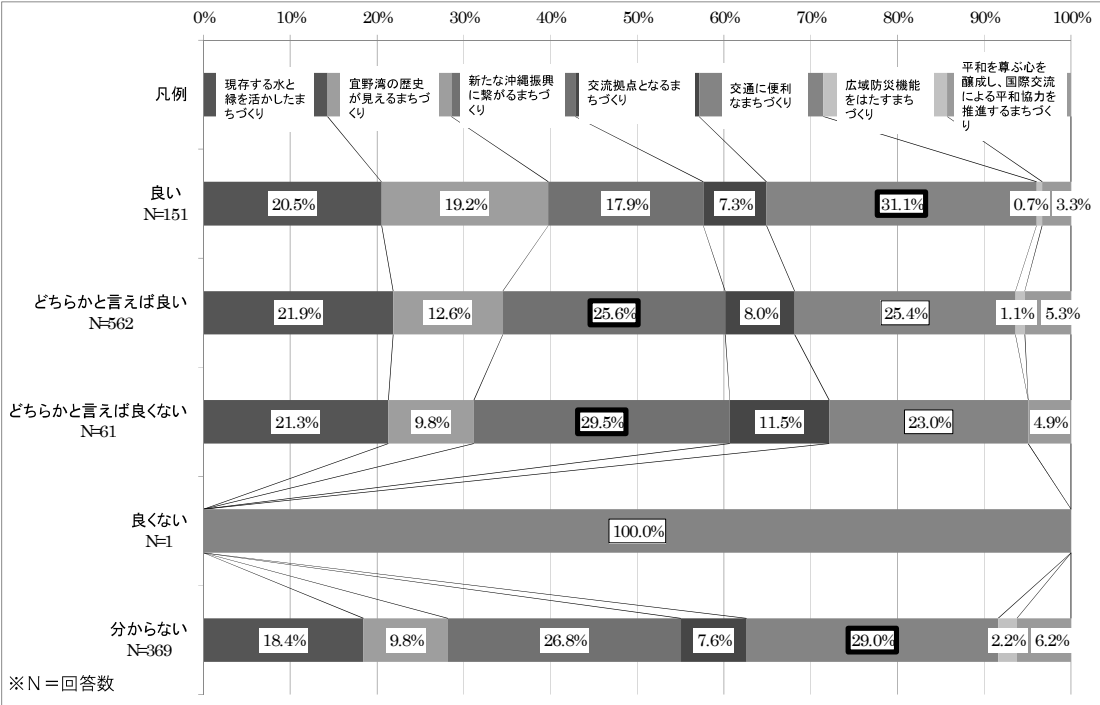 0% 10% 20% 30% 40% 50% 60% 70% 80% 90% 100%
凡例
現存する水と
緑を活かしたま
ちづくり
宜野湾の歴史
が見えるまちづ
くり
新たな沖縄振興
に繋がるまちづ
くり
交流拠点となるま
ちづくり
交通に便利
なまちづくり
広域防災機能
をはたすまち
づくり
平和を尊ぶ心を
醸成し、国際交流
による平和協力を
推進するまちづく
り
良い
N=151
20.5% 19.2% 17.9% 7.3% 31.1% 0.7% 3.3%
どちらかと言えば良い
N=562
21.9% 12.6% 25.6% 8.0% 25.4% 1.1% 5.3%
どちらかと言えば良くない
N=61
21.3% 9.8% 29.5% 11.5% 23.0% 4.9%
良くない
N=1
100.0%
分からない
N=369
18.4% 9.8% 26.8% 7.6% 29.0% 2.2% 6.2%
※N=回答数